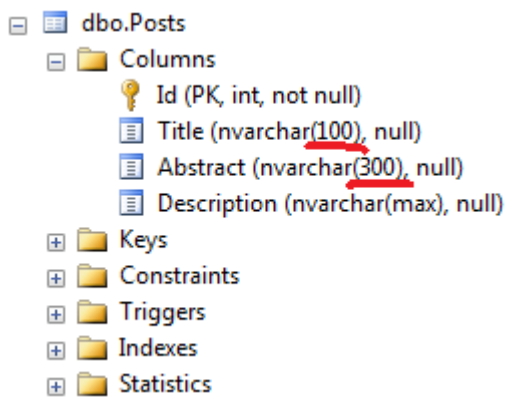 dbo.Posts
Columns
Id (PK, int, not null)
Title (nvarchar(100), null)
Abstract (nvarchar(300), null)
Description (nvarchar(max), null)
Keys
Constraints
Triggers
Indexes
Statistics